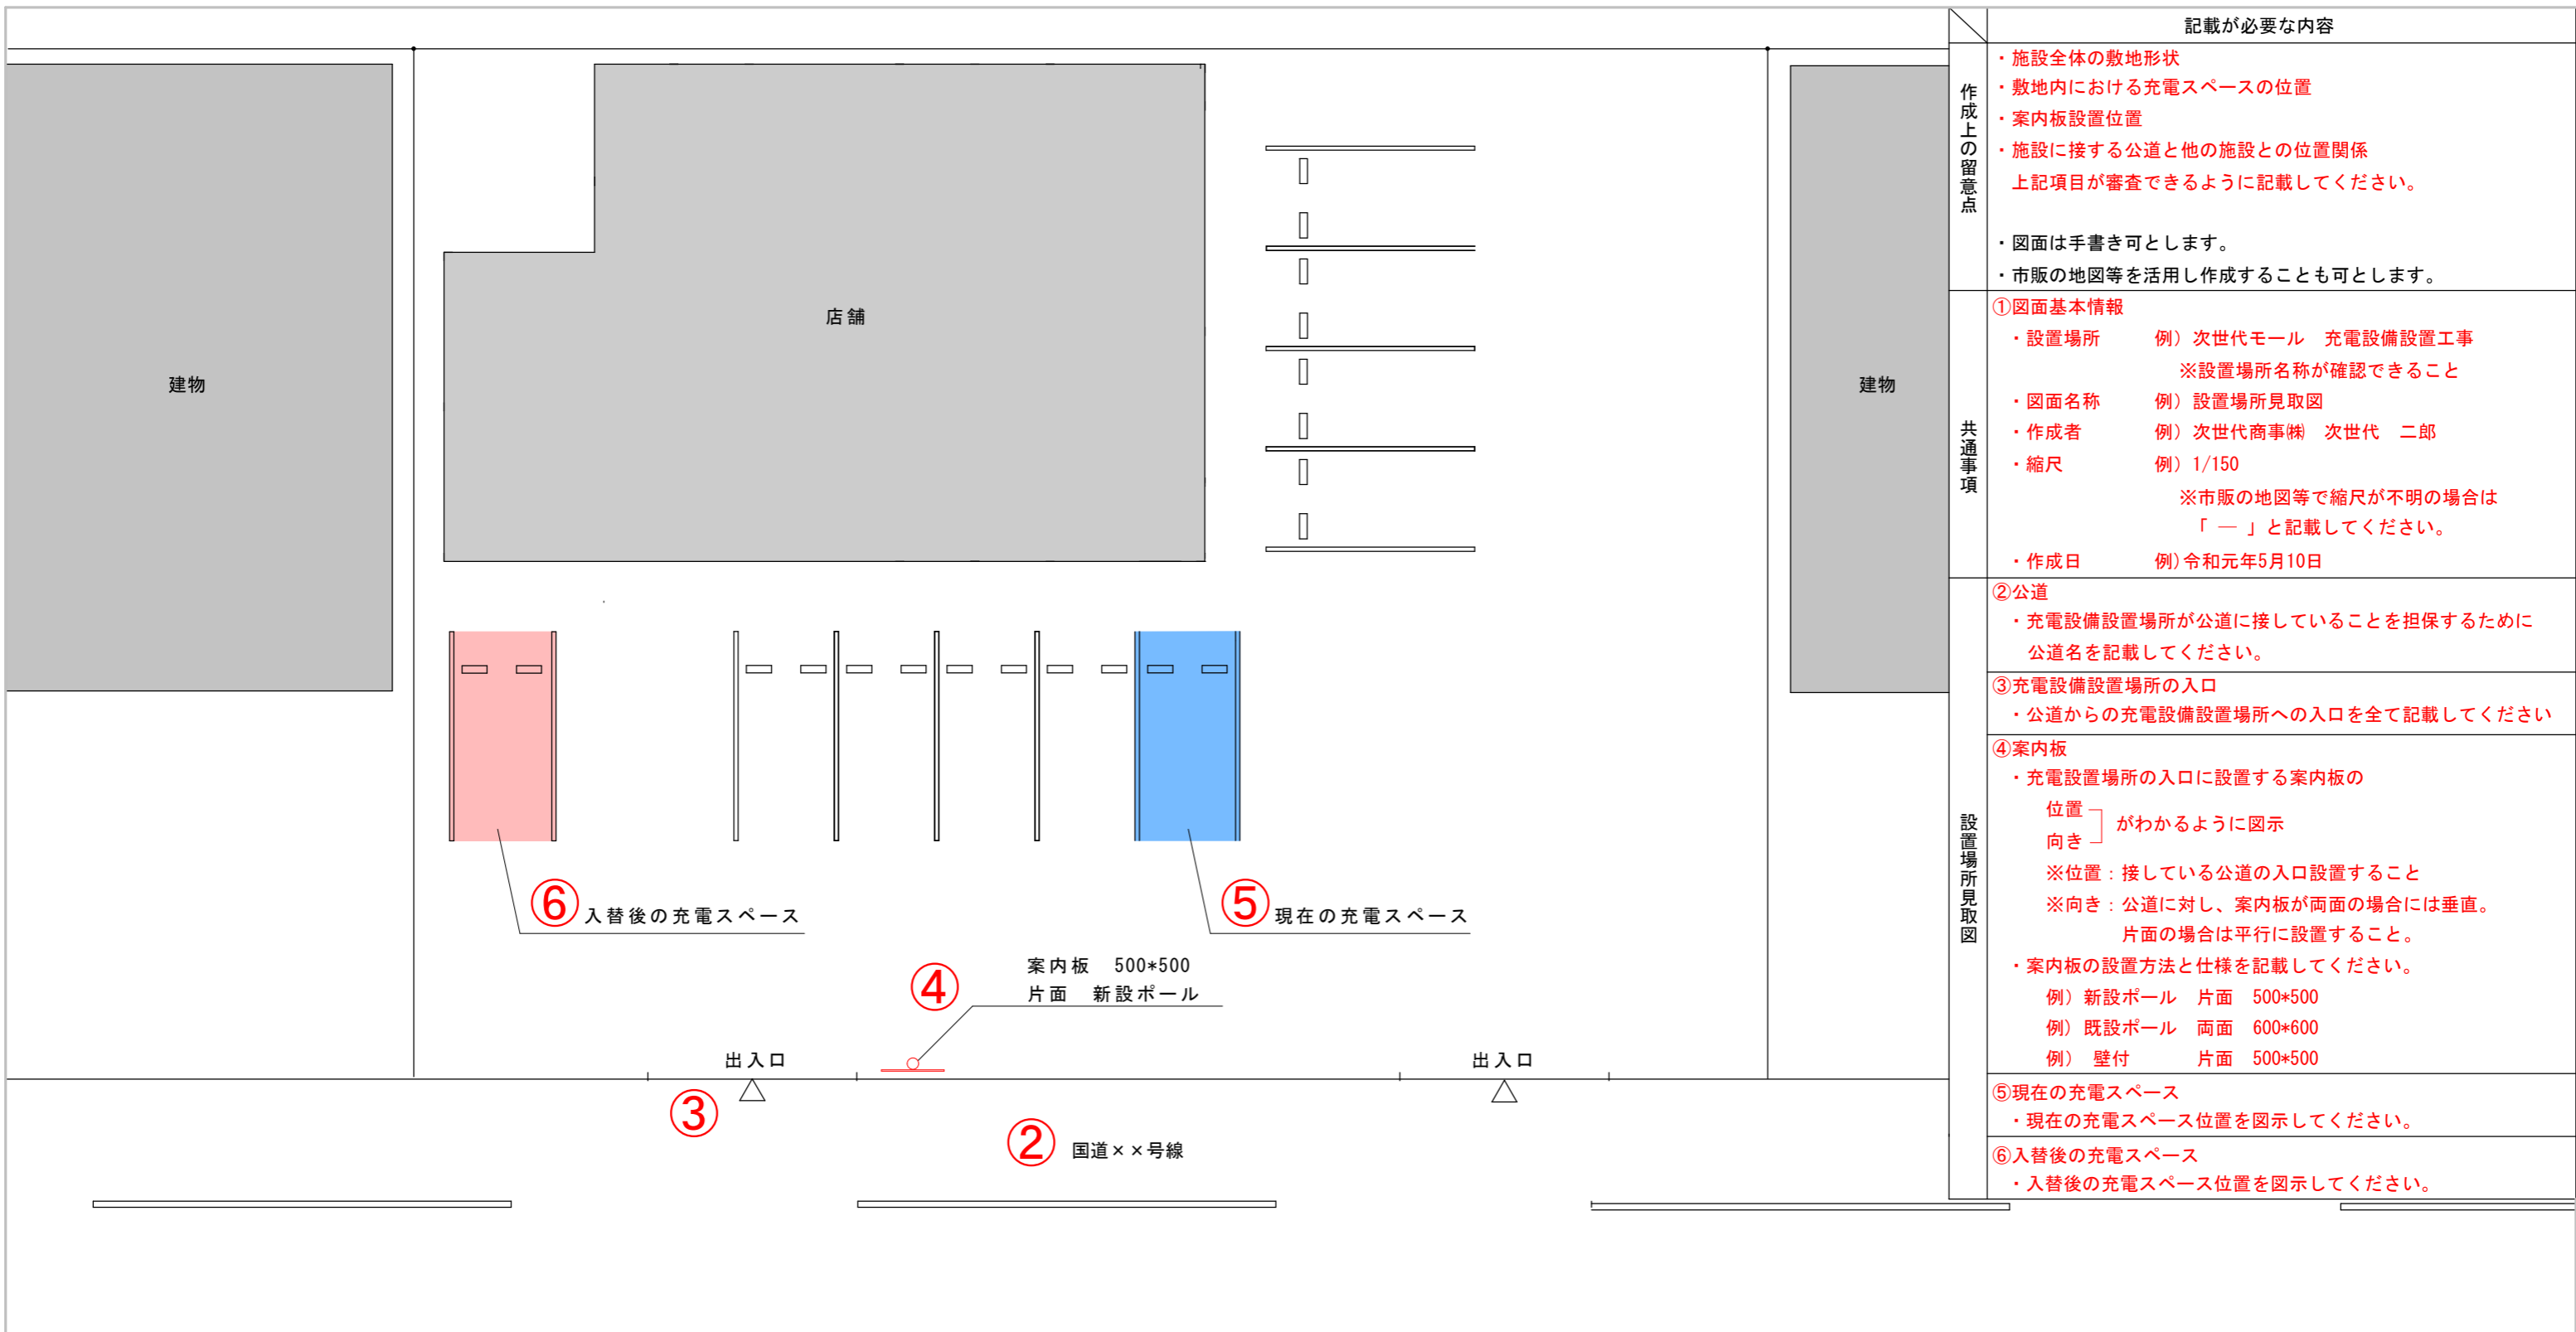 建物
店舗
建物
⑥
入替後の充電スペース
⑤
現在の充電スペース
④
案内板　500*500
片面　新設ポール
出入口
出入口
③
②
国道××号線
記載が必要な内容
作成上の留意点
・施設全体の敷地形状
・敷地内における充電スペースの位置
・案内板設置位置
・施設に接する公道と他の施設との位置関係
上記項目が審査できるように記載してください。
・図面は手書き可とします。
・市販の地図等を活用し作成することも可とします。
共通事項
①図面基本情報
・設置場所　例）次世代モール　充電設備設置工事
※設置場所名称が確認できること
・図面名称　例）設置場所見取図
・作成者　例）次世代商事㈱　次世代　二郎
・縮尺　例）1/150
※市販の地図等で縮尺が不明の場合は
「 ― 」と記載してください。
・作成日　例）令和元年5月10日
設置場所見取図
②公道
・充電設備設置場所が公道に接していることを担保するために
公道名を記載してください。
③充電設備設置場所の入口
・公道からの充電設備設置場所への入口を全て記載してください
④案内板
・充電設置場所の入口に設置する案内板の
位置
向き
がわかるように図示
※位置：接している公道の入口設置すること
※向き：公道に対し、案内板が両面の場合には垂直。
片面の場合は平行に設置すること。
・案内板の設置方法と仕様を記載してください。
例）新設ポール　片面　500*500
例）既設ポール　両面　600*600
例）　壁付　片面　500*500
⑤現在の充電スペース
・現在の充電スペース位置を図示してください。
⑥入替後の充電スペース
・入替後の充電スペース位置を図示してください。